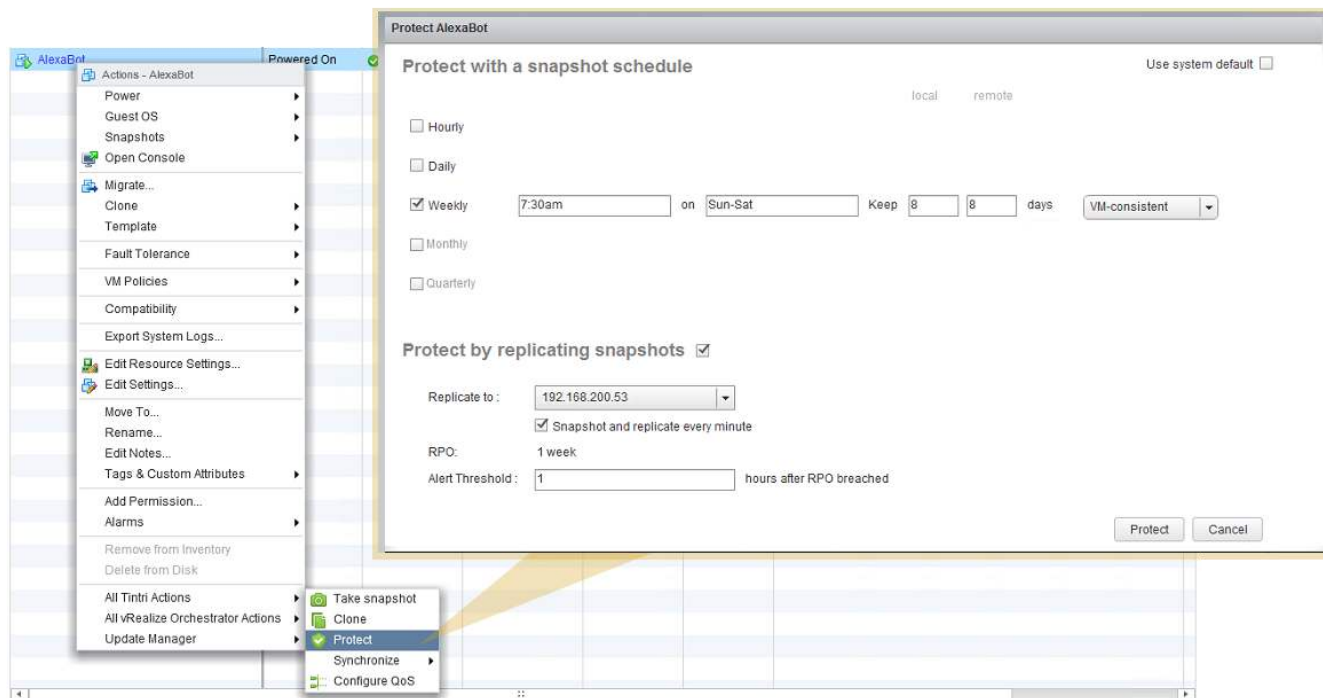 AlexaBot
Powered On
Actions - AlexaBot
Power
Guest OS
Snapshots
Open Console
Migrate...
Clone
Template
Fault Tolerance
VM Policies
Compatibility
Export System Logs...
Edit Resource Settings...
Edit Settings...
Move To...
Rename...
Edit Notes...
Tags & Custom Attributes
Add Permission...
Alarms
Remove from Inventory
Delete from Disk
All Tintri Actions
All vRealize Orchestrator Actions
Update Manager
Take snapshot
Clone
Protect
Synchronize
Configure QoS
Protect AlexaBot
Protect with a snapshot schedule
Use system default
local remote
Hourly
Daily
Weekly 7:30am on Sun-Sat Keep 8 8 days VM-consistent
Monthly
Quarterly
Protect by replicating snapshots
Replicate to : 192.168.200.53
Snapshot and replicate every minute
RPO: 1 week
Alert Threshold : 1 hours after RPO breached
Protect Cancel